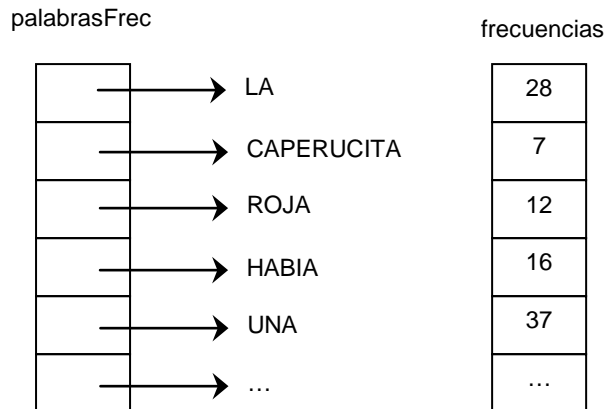 palabrasFrec
frecuencias
LA 28
CAPERUCITA 7
ROJA 12
HABIA 16
UNA 37
… …